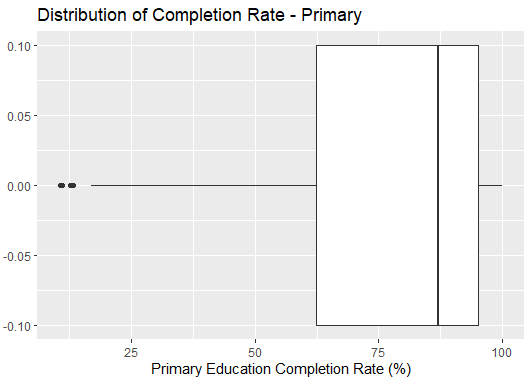 Distribution of Completion Rate - Primary
0.10
0.05
0.00
-0.05
-0.10
25 50 75 100
Primary Education Completion Rate (%)